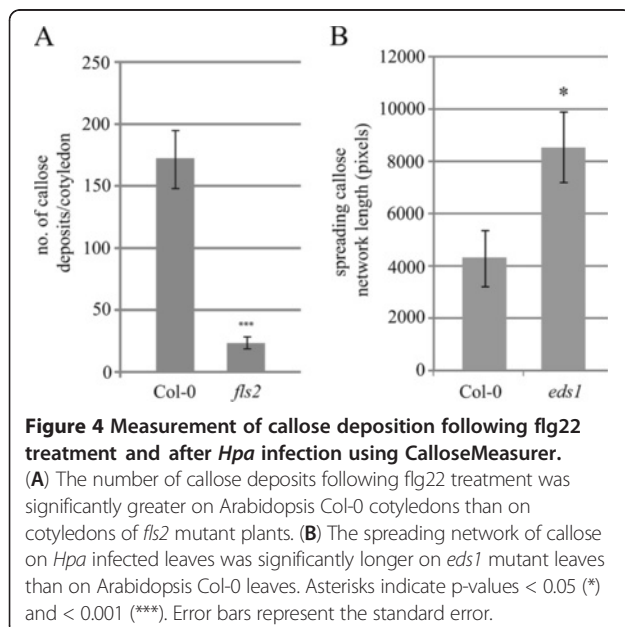 A
B
250
200
150
100
50
0
no. of callose
deposits/cotyledon
***
Col-0 fls2
12000
10000
8000
6000
4000
2000
0
spreading callose
network length (pixels)
*
Col-0 eds1
Figure 4 Measurement of callose deposition following flg22
treatment and after Hpa infection using CalloseMeasurer.
(A) The number of callose deposits following flg22 treatment was
significantly greater on Arabidopsis Col-0 cotyledons than on
cotyledons of fls2 mutant plants. (B) The spreading network of callose
on Hpa infected leaves was significantly longer on eds1 mutant leaves
than on Arabidopsis Col-0 leaves. Asterisks indicate p-values < 0.05 (*)
and < 0.001 (***). Error bars represent the standard error.